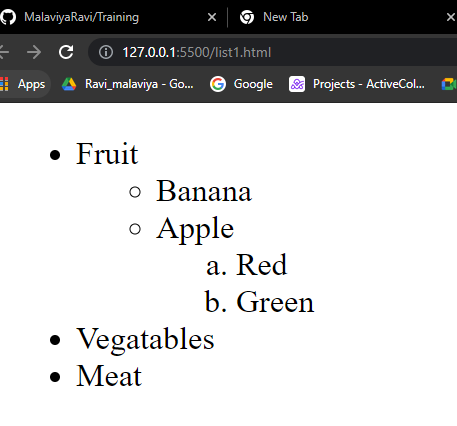 MalaviyaRavi/Training
New Tab
127.0.0.1:5500/list1.html
Apps Ravi_malaviya - Go... Google Projects - ActiveCol...
Fruit
Banana
Apple
a. Red
b. Green
Vegatables
Meat